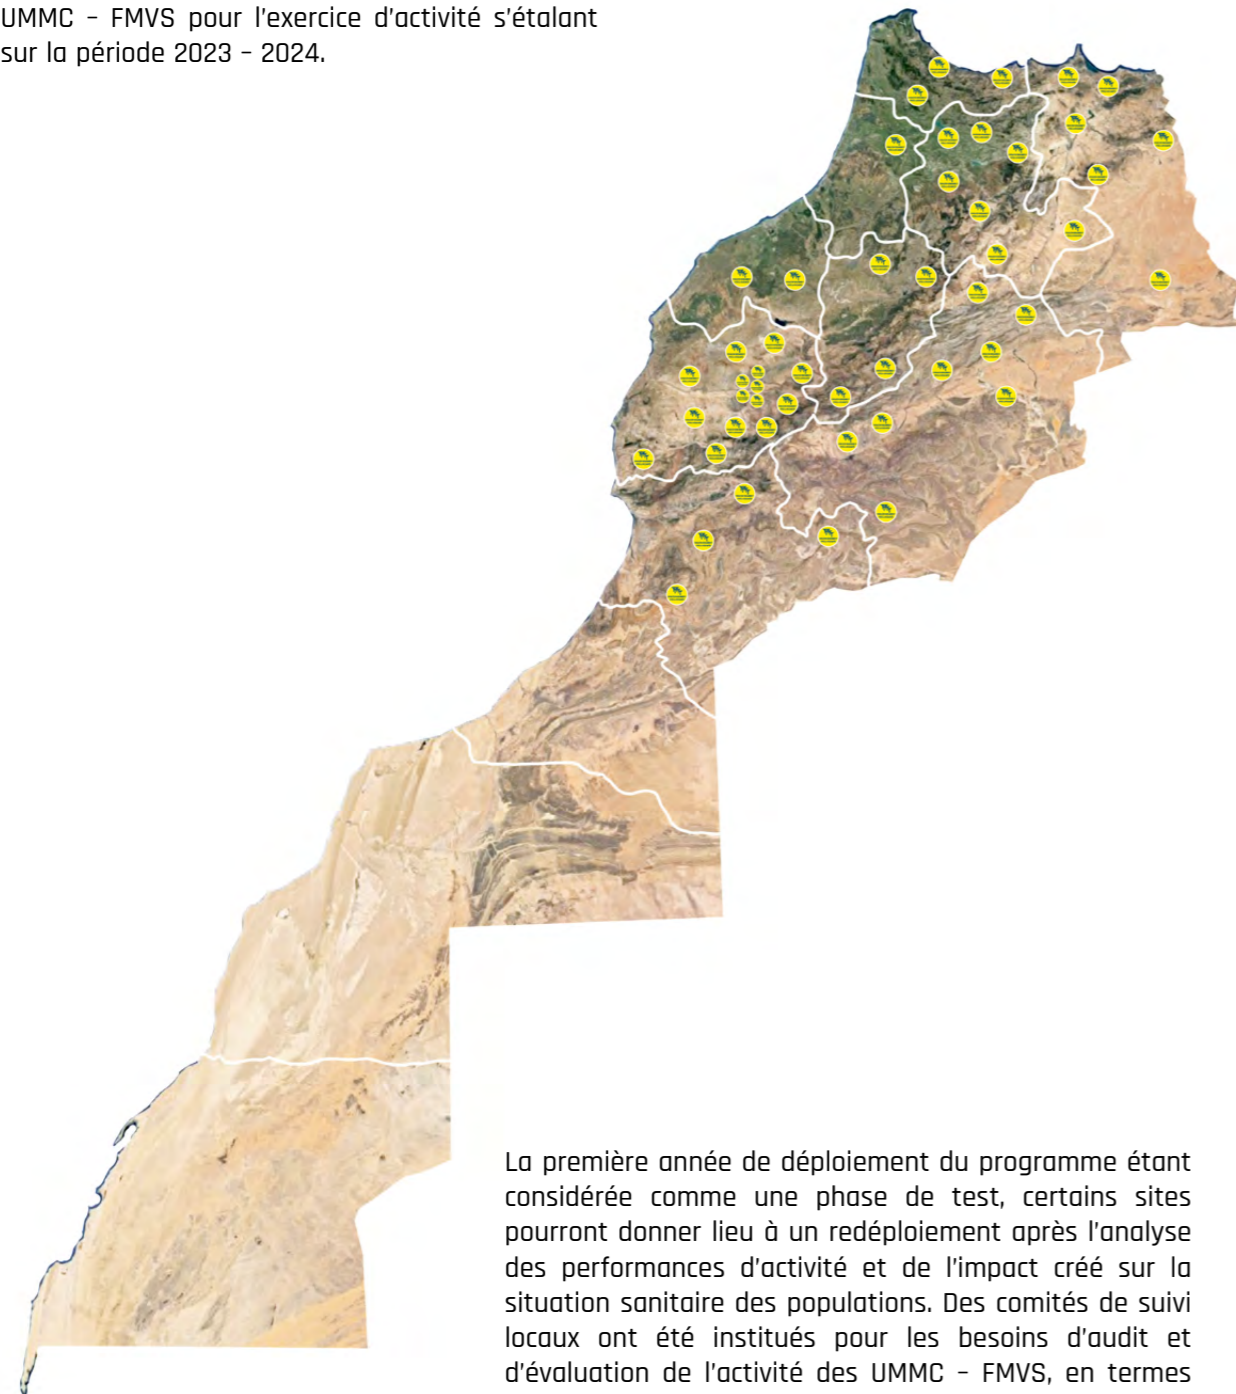 UMMC – FMVS pour l'exercice d'activité s'étalant
sur la période 2023 – 2024.
La première année de déploiement du programme étant
considérée comme une phase de test, certains sites
pourront donner lieu à un redéploiement après l'analyse
des performances d'activité et de l'impact créé sur la
situation sanitaire des populations. Des comités de suivi
locaux ont été institués pour les besoins d'audit et
d'évaluation de l'activité des UMMC – FMVS, en termes